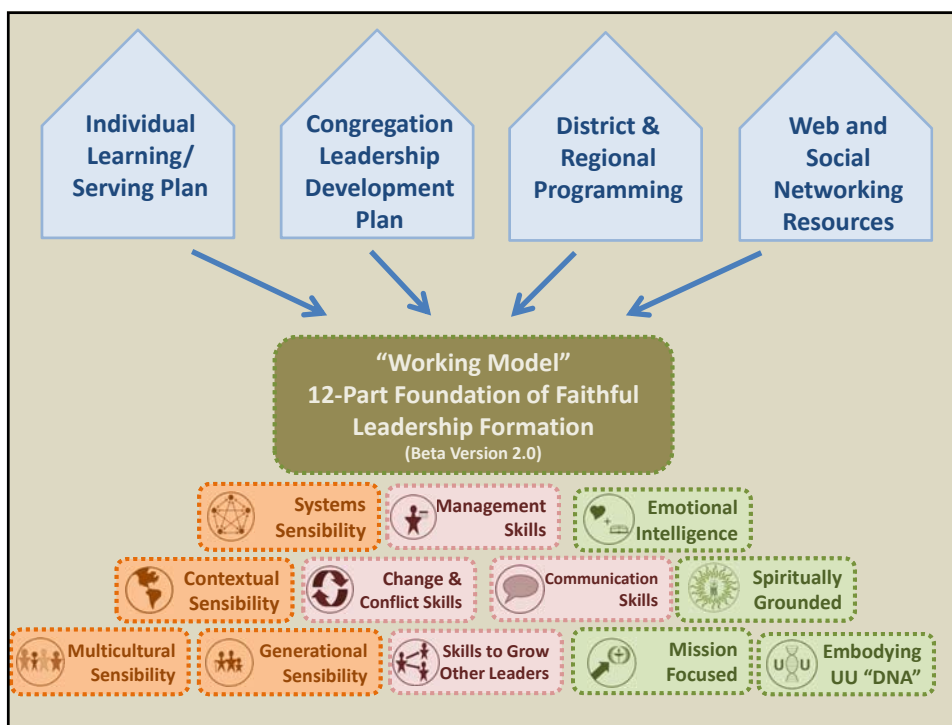 Individual
Learning/
Serving Plan
Congregation
Leadership
Development
Plan
District &
Regional
Programming
Web and
Social
Networking
Resources
“Working Model”
12-Part Foundation of Faithful
Leadership Formation
(Beta Version 2.0)
Systems
Sensibility
Management
Skills
Emotional
Intelligence
Contextual
Sensibility
Change &
Conflict Skills
Communication
Skills
Spiritually
Grounded
Multicultural
Sensibility
Generational
Sensibility
Skills to Grow
Other Leaders
Mission
Focused
U U
Embodying
UU “DNA”